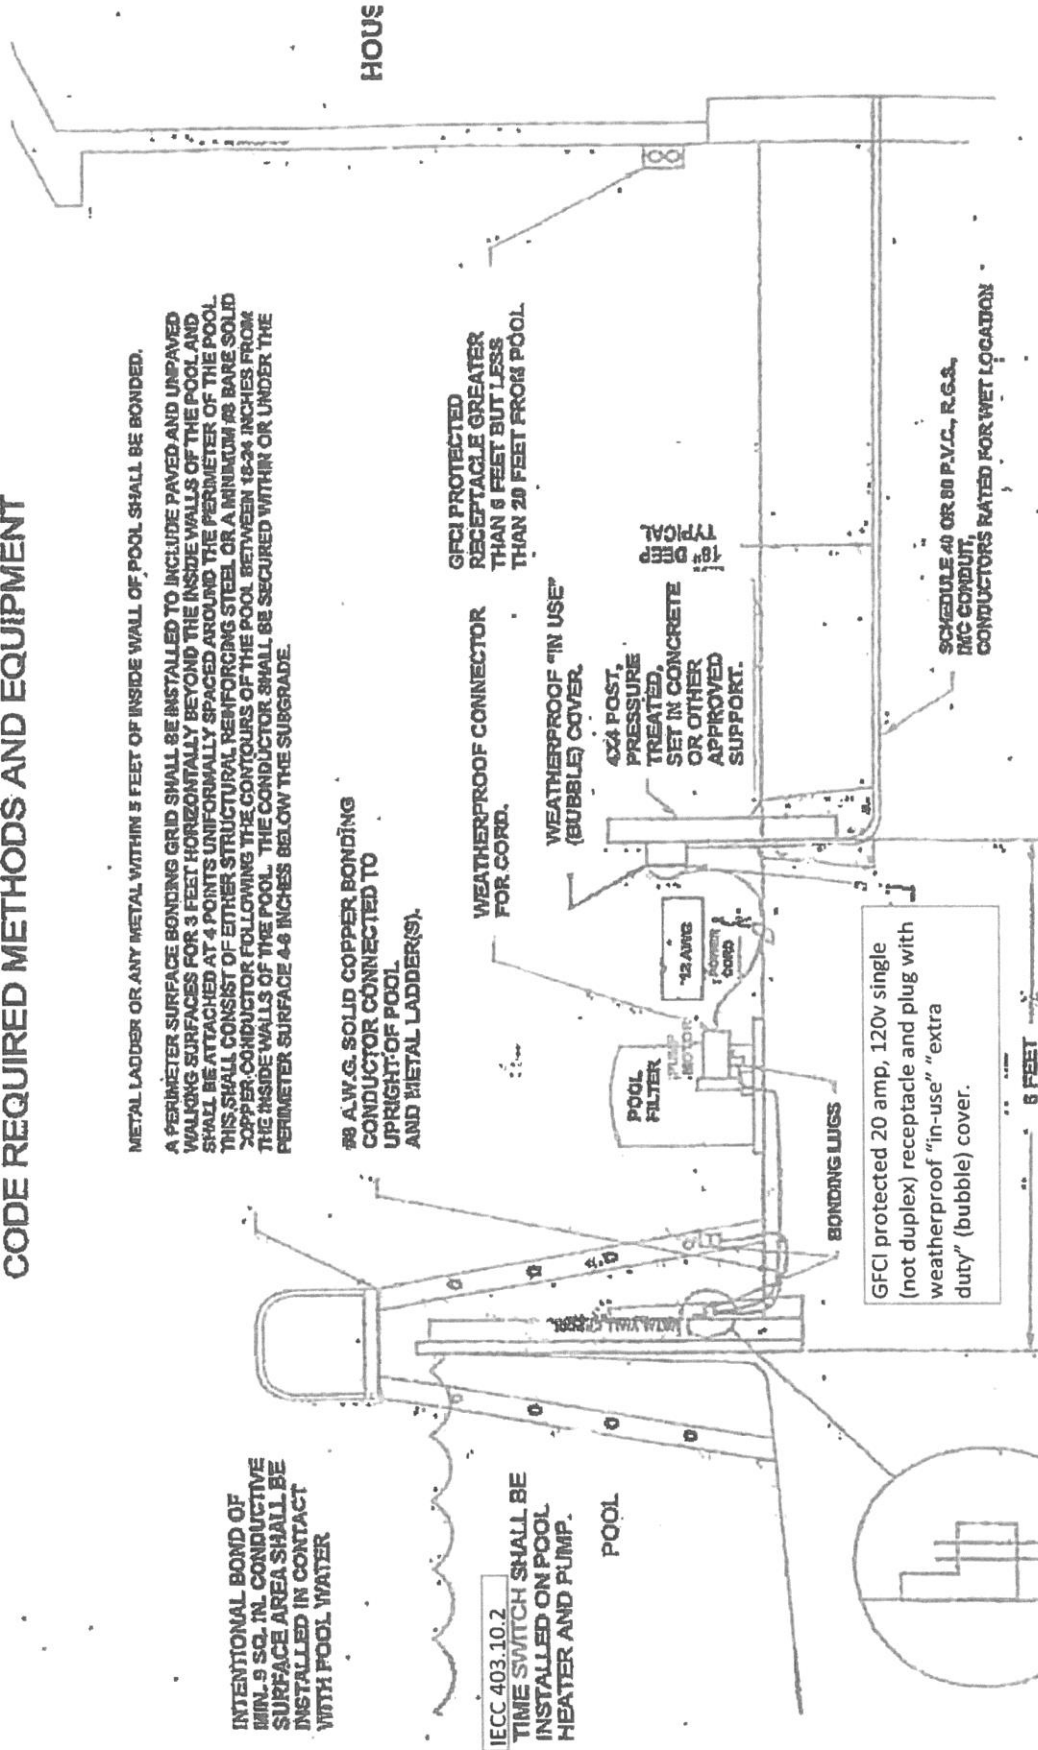 CODE REQUIRED METHODS AND EQUIPMENT
METAL LADDER OR ANY METAL WITHIN 5 FEET OF INSIDE WALL OF POOL SHALL BE BONDED.
A PERIMETER SURFACE BONDING GRID SHALL BE INSTALLED TO INCLUDE PAVED AND UNPAVED
WALKING SURFACES FOR 3 FEET HORIZONTALLY BEYOND THE INSIDE WALLS OF THE POOL AND
SHALL BE ATTACHED AT 4 POINTS UNIFORMALLY SPACED AROUND THE PERIMETER OF THE POOL.
THIS SHALL CONSIST OF EITHER STRUCTURAL REINFORCING STEEL OR A MINIMUM #8 BARE SOLID
COPPER CONDUCTOR FOLLOWING THE CONTOURS OF THE POOL BETWEEN 18-24 INCHES FROM
THE INSIDE WALLS OF THE POOL. THE CONDUCTOR SHALL BE SECURED WITHIN OR UNDER THE
PERIMETER SURFACE 4-6 INCHES BELOW THE SUBGRADE.
INTENTIONAL BOND OF
MIN. 9 SQ. IN. CONDUCTIVE
SURFACE AREA SHALL BE
INSTALLED IN CONTACT
WITH POOL WATER
#8 A.W.G. SOLID COPPER BONDING
CONDUCTOR CONNECTED TO
UPRIGHT OF POOL
AND METAL LADDER(S).
HOUS
GFCI PROTECTED
RECEPTACLE GREATER
THAN 6 FEET BUT LESS
THAN 20 FEET FROM POOL
WEATHERPROOF CONNECTOR
FOR CORD.
WEATHERPROOF "IN USE"
(BUBBLE) COVER.
4X4 POST,
PRESSURE
TREATED,
SET IN CONCRETE
OR OTHER
APPROVED
SUPPORT.
18" DEEP
TYPICAL
IECC 403.10.2
TIME SWITCH SHALL BE
INSTALLED ON POOL
HEATER AND PUMP.
POOL
POOL
FILTER
PUMP
MOTOR
"12 AWG
POWER
CORD
BONDING LUGS
GFCI protected 20 amp, 120v single
(not duplex) receptacle and plug with
weatherproof "in-use" "extra
duty" (bubble) cover.
SCHEDULE 40 OR 80 P.V.C., R.G.S.,
IMC CONDUIT,
CONDUCTORS RATED FOR WET LOCATION
6 FEET